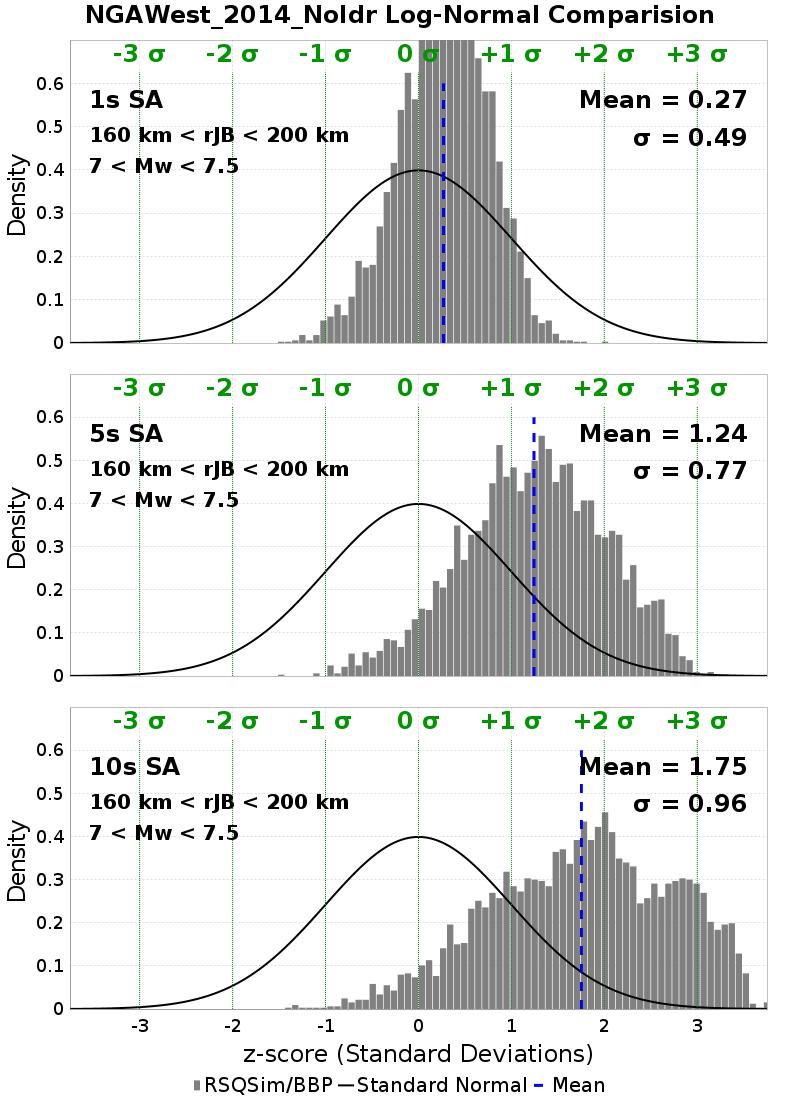 NGAWest_2014_NoIdr Log-Normal Comparision
-3 σ -2 σ -1 σ 0 σ +1 σ +2 σ +3 σ
0.6
1s SA Mean = 0.27
0.5
160 km < rJB < 200 km σ = 0.49
0.4
7 < Mw < 7.5
Density
0.3
0.2
0.1
0
-3 σ -2 σ -1 σ 0 σ +1 σ +2 σ +3 σ
0.6
5s SA Mean = 1.24
0.5
160 km < rJB < 200 km σ = 0.77
0.4
7 < Mw < 7.5
Density
0.3
0.2
0.1
0
-3 σ -2 σ -1 σ 0 σ +1 σ +2 σ +3 σ
0.6
10s SA Mean = 1.75
0.5
160 km < rJB < 200 km σ = 0.96
0.4
7 < Mw < 7.5
Density
0.3
0.2
0.1
0
-3 -2 -1 0 1 2 3
z-score (Standard Deviations)
RSQSim/BBP Standard Normal Mean